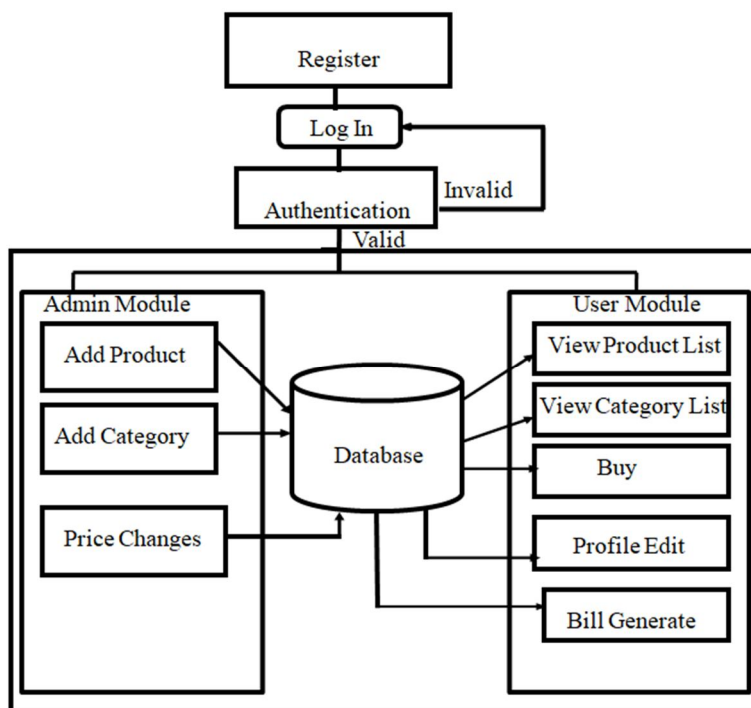 Register
Log In
Invalid
Authentication
Valid
Admin Module
User Module
Add Product
View Product List
Add Category
View Category List
Database
Buy
Price Changes
Profile Edit
Bill Generate